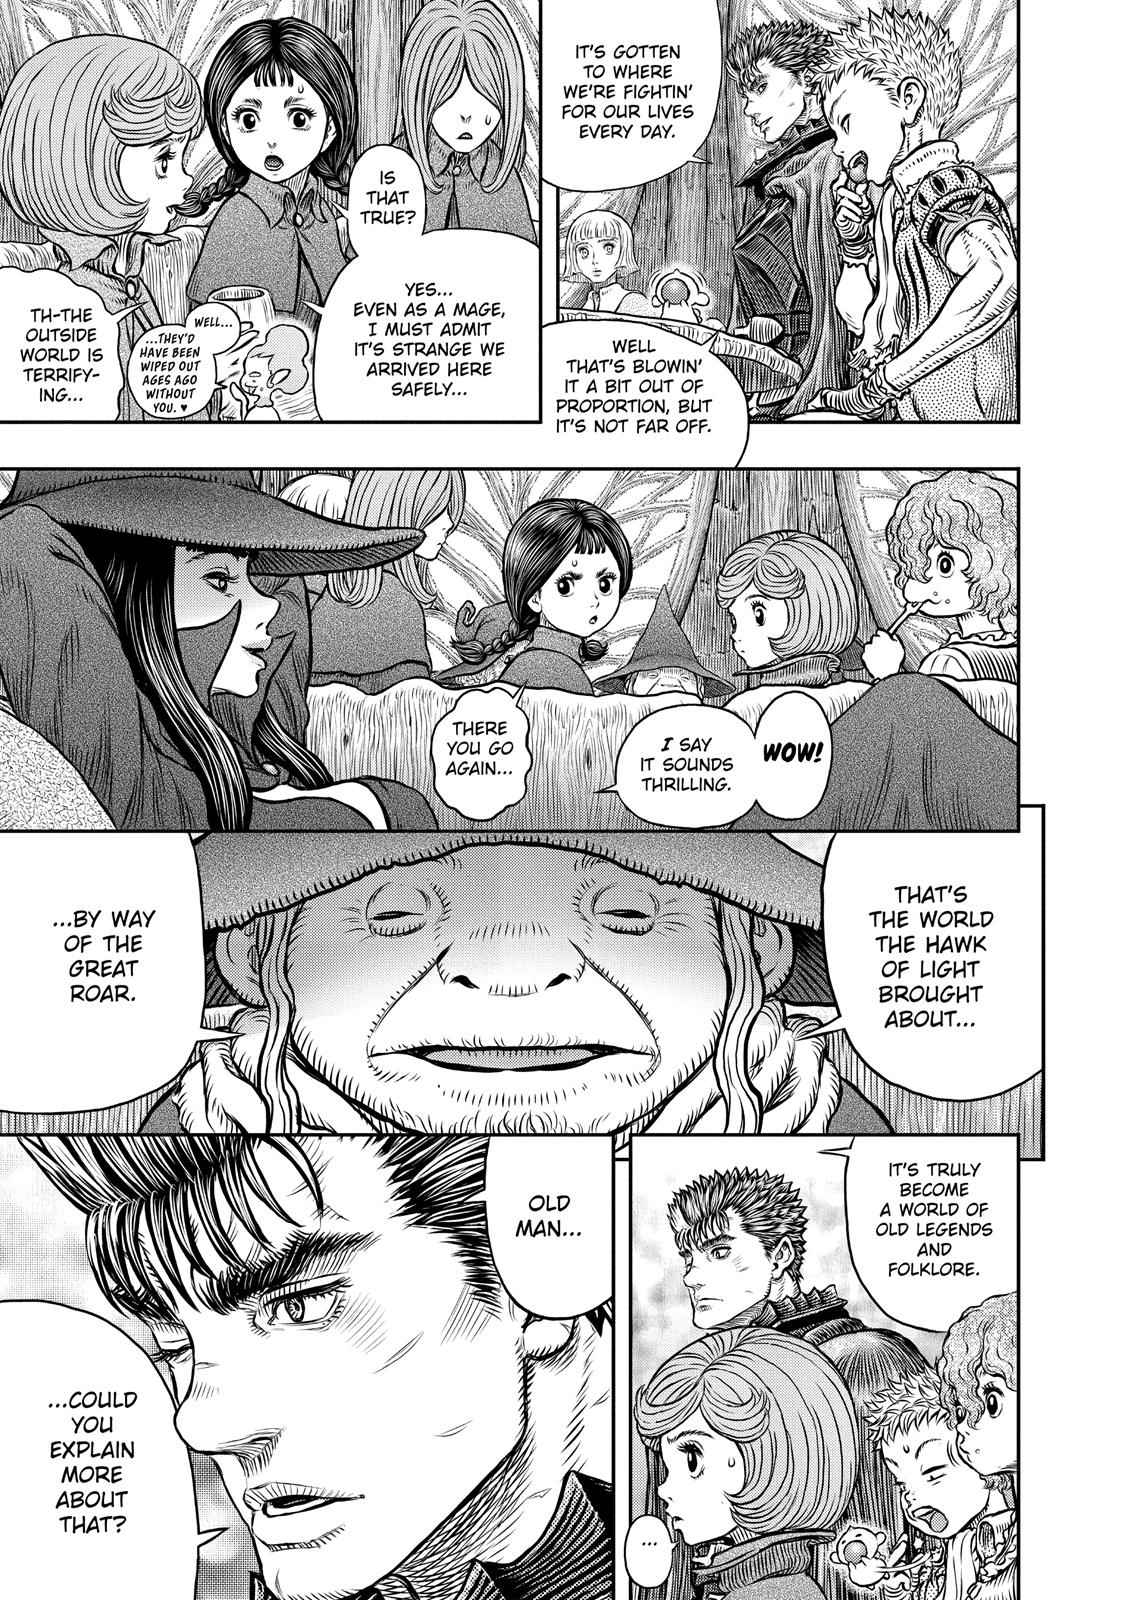 IT'S GOTTEN
TO WHERE
WE'RE FIGHTIN'
FOR OUR LIVES
EVERY DAY.
WELL
THAT'S BLOWIN'
IT A BIT OUT OF
PROPORTION, BUT
IT'S NOT FAR OFF.
IS
THAT
TRUE?
YES...
EVEN AS A MAGE,
I MUST ADMIT
IT'S STRANGE WE
ARRIVED HERE
SAFELY...
WELL...
...THEY'D
HAVE BEEN
WIPED OUT
AGES AGO
WITHOUT
YOU. ♥
TH-THE
OUTSIDE
WORLD IS
TERRIFY-
ING...
WOW!
I SAY
IT SOUNDS
THRILLING.
THERE
YOU GO
AGAIN...
THAT'S
THE WORLD
THE HAWK
OF LIGHT
BROUGHT
ABOUT...
...BY WAY
OF THE
GREAT
ROAR.
IT'S TRULY
BECOME
A WORLD OF
OLD LEGENDS
AND
FOLKLORE.
...
OLD
MAN...
...COULD
YOU
EXPLAIN
MORE
ABOUT
THAT?